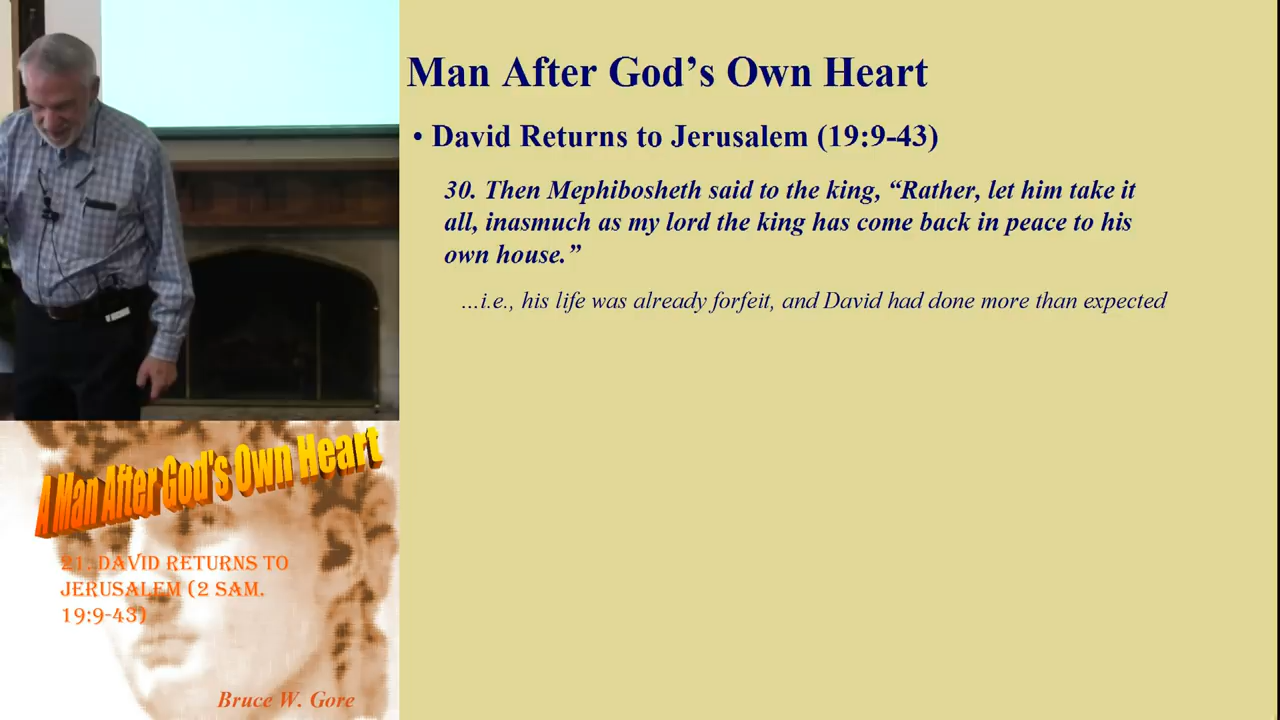 Man After God's Own Heart
• David Returns to Jerusalem (19:9-43)
30. Then Mephibosheth said to the king, “Rather, let him take it
all, inasmuch as my lord the king has come back in peace to his
own house.”
...i.e., his life was already forfeit, and David had done more than expected
A Man After God's Own Heart
21. DAVID RETURNS TO
JERUSALEM (2 SAM.
19:9-43)
Bruce W. Gore